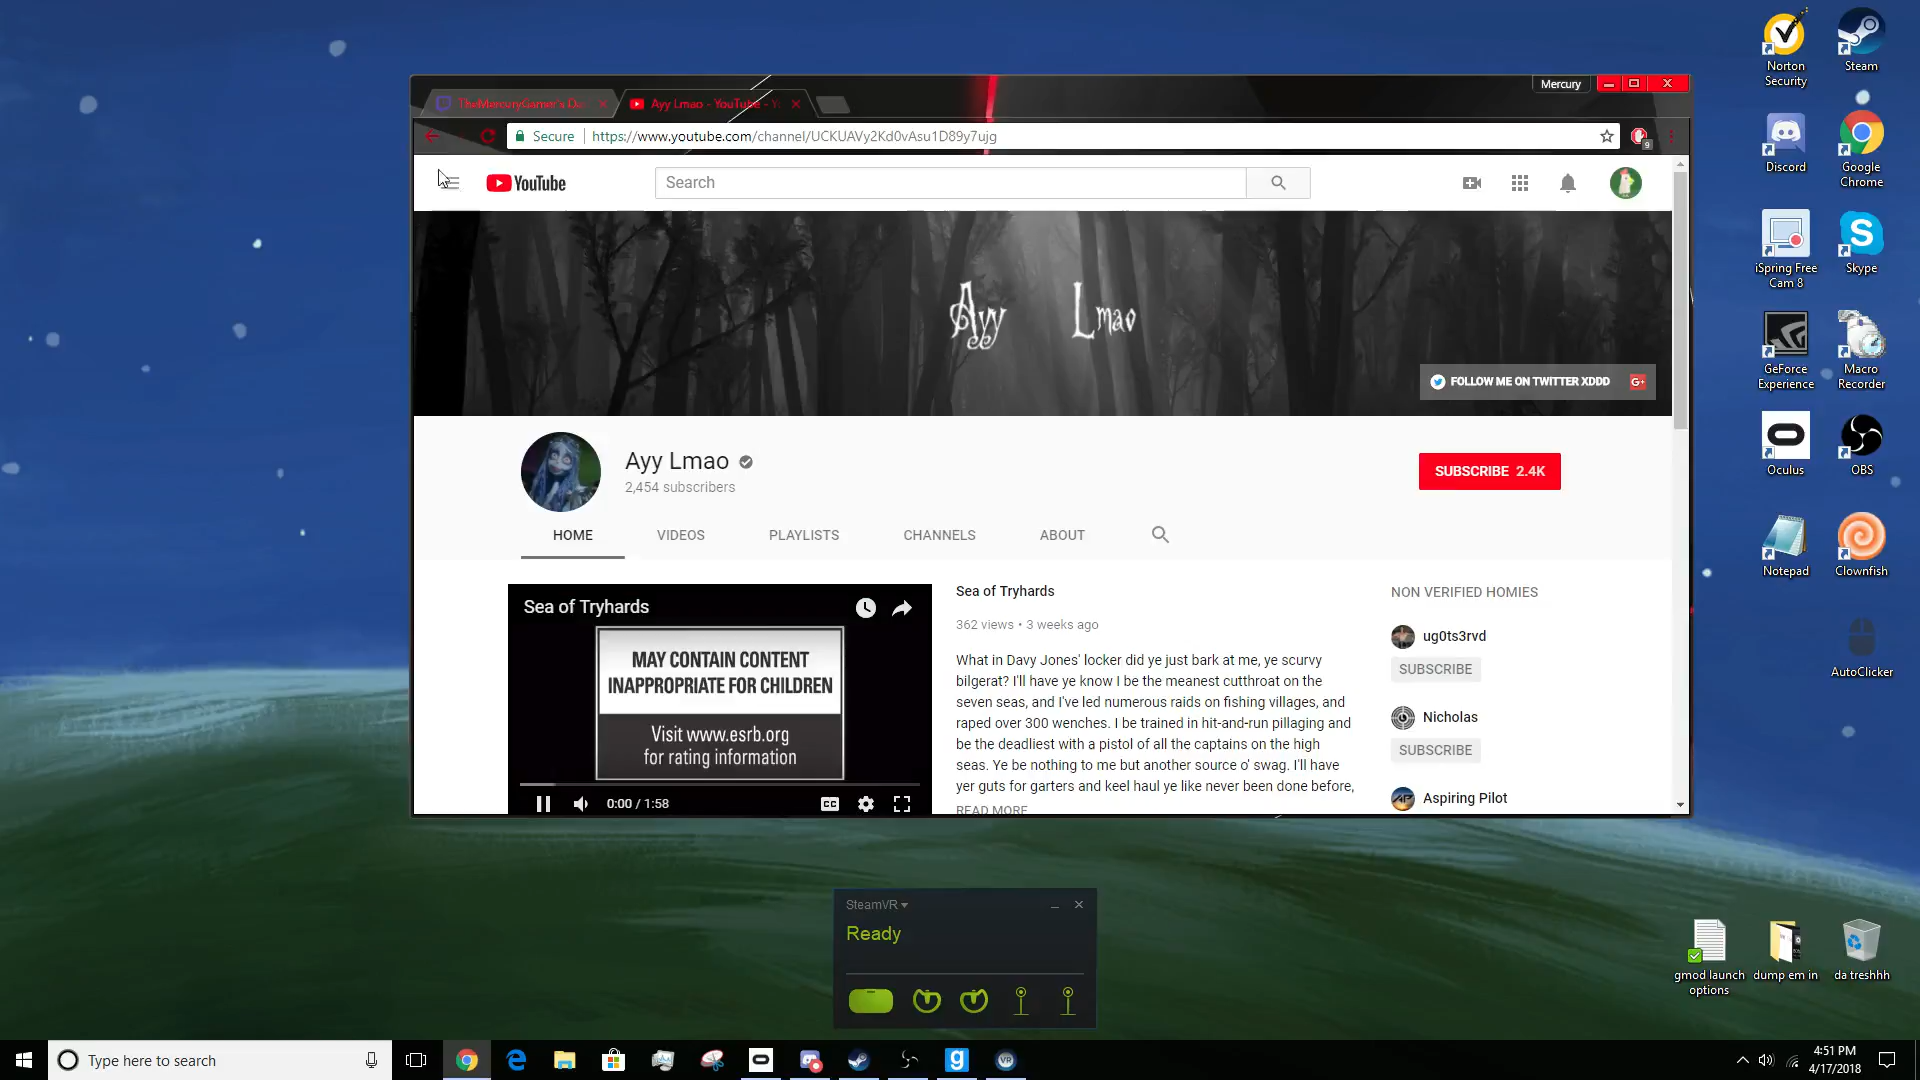 Norton
Security
Steam
Mercury
TheMercuryGamer's Da
Ayy Lmao - YouTube - Y
Secure
https://www.youtube.com/channel/UCKUAVy2Kd0vAsu1D89y7ujg
9
Discord
Google
Chrome
YouTube
Search
Ayy Lmao
FOLLOW ME ON TWITTER XDDD
G+
iSpring Free
Cam 8
Skype
GeForce
Experience
Macro
Recorder
Ayy Lmao
2,454 subscribers
SUBSCRIBE 2.4K
Oculus
OBS
HOME
VIDEOS
PLAYLISTS
CHANNELS
ABOUT
Notepad
Clownfish
Sea of Tryhards
MAY CONTAIN CONTENT
INAPPROPRIATE FOR CHILDREN
Visit www.esrb.org
for rating information
0:00 / 1:58
CC
Sea of Tryhards
362 views • 3 weeks ago
What in Davy Jones' locker did ye just bark at me, ye scurvy
bilgerat? I'll have ye know I be the meanest cutthroat on the
seven seas, and I've led numerous raids on fishing villages, and
raped over 300 wenches. I be trained in hit-and-run pillaging and
be the deadliest with a pistol of all the captains on the high
seas. Ye be nothing to me but another source o' swag. I'll have
yer guts for garters and keel haul ye like never been done before,
READ MORE
NON VERIFIED HOMIES
ug0ts3rvd
SUBSCRIBE
Nicholas
SUBSCRIBE
Aspiring Pilot
AutoClicker
SteamVR
Ready
gmod launch
options
dump em in
da treshhh
Type here to search
g
VR
4:51 PM
4/17/2018